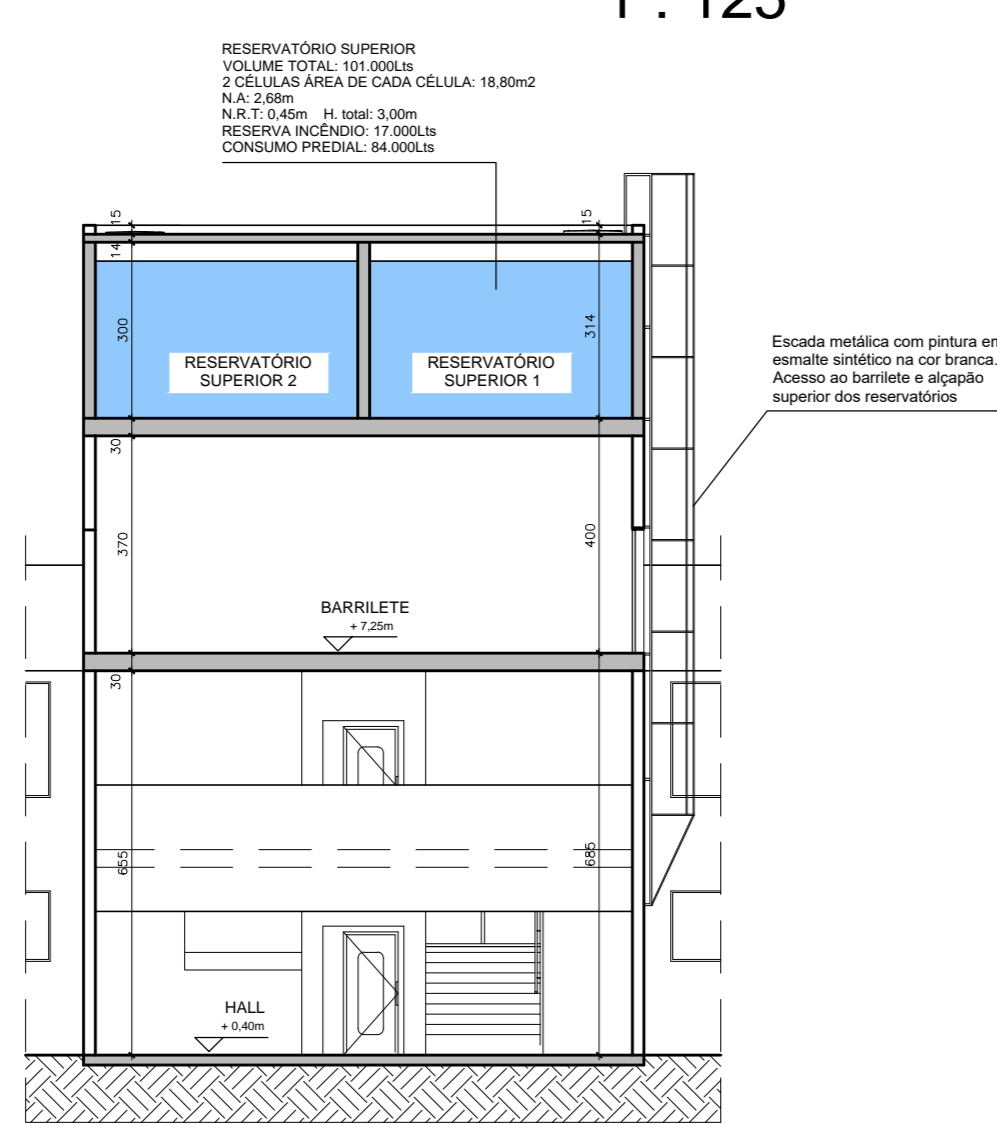 1 : 125
RESERVATÓRIO SUPERIOR
VOLUME TOTAL: 101.000Lts
2 CÉLULAS ÁREA DE CADA CÉLULA: 18,80m2
N.A: 2,68m
N.R.T: 0,45m H. total: 3,00m
RESERVA INCÊNDIO: 17.000Lts
CONSUMO PREDIAL: 84.000Lts
15
15
14
300
314
RESERVATÓRIO
SUPERIOR 2
RESERVATÓRIO
SUPERIOR 1
Escada metálica com pintura em
esmalte sintético na cor branca.
Acesso ao barrilete e alçapão
superior dos reservatórios
30
370
400
BARRILETE
+ 7,25m
30
655
685
HALL
+ 0,40m